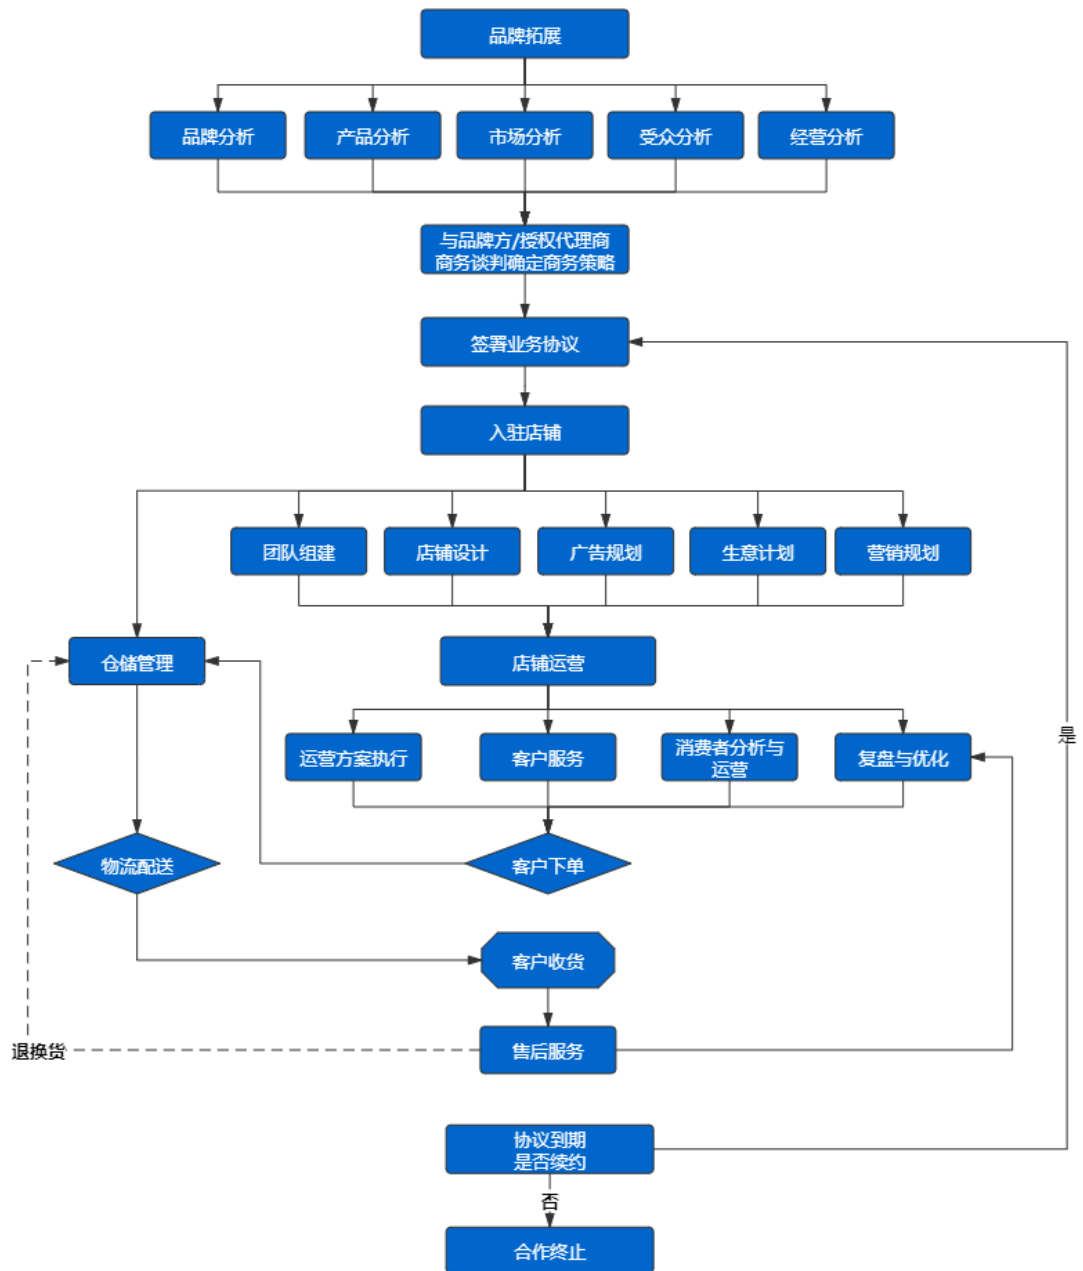 品牌拓展
品牌分析
产品分析
市场分析
受众分析
经营分析
与品牌方/授权代理商
商务谈判确定商务策略
签署业务协议
入驻店铺
团队组建
店铺设计
广告规划
生意计划
营销规划
仓储管理
店铺运营
是
运营方案执行
客户服务
消费者分析与
运营
复盘与优化
物流配送
客户下单
客户收货
退换货
售后服务
协议到期
是否续约
否
合作终止